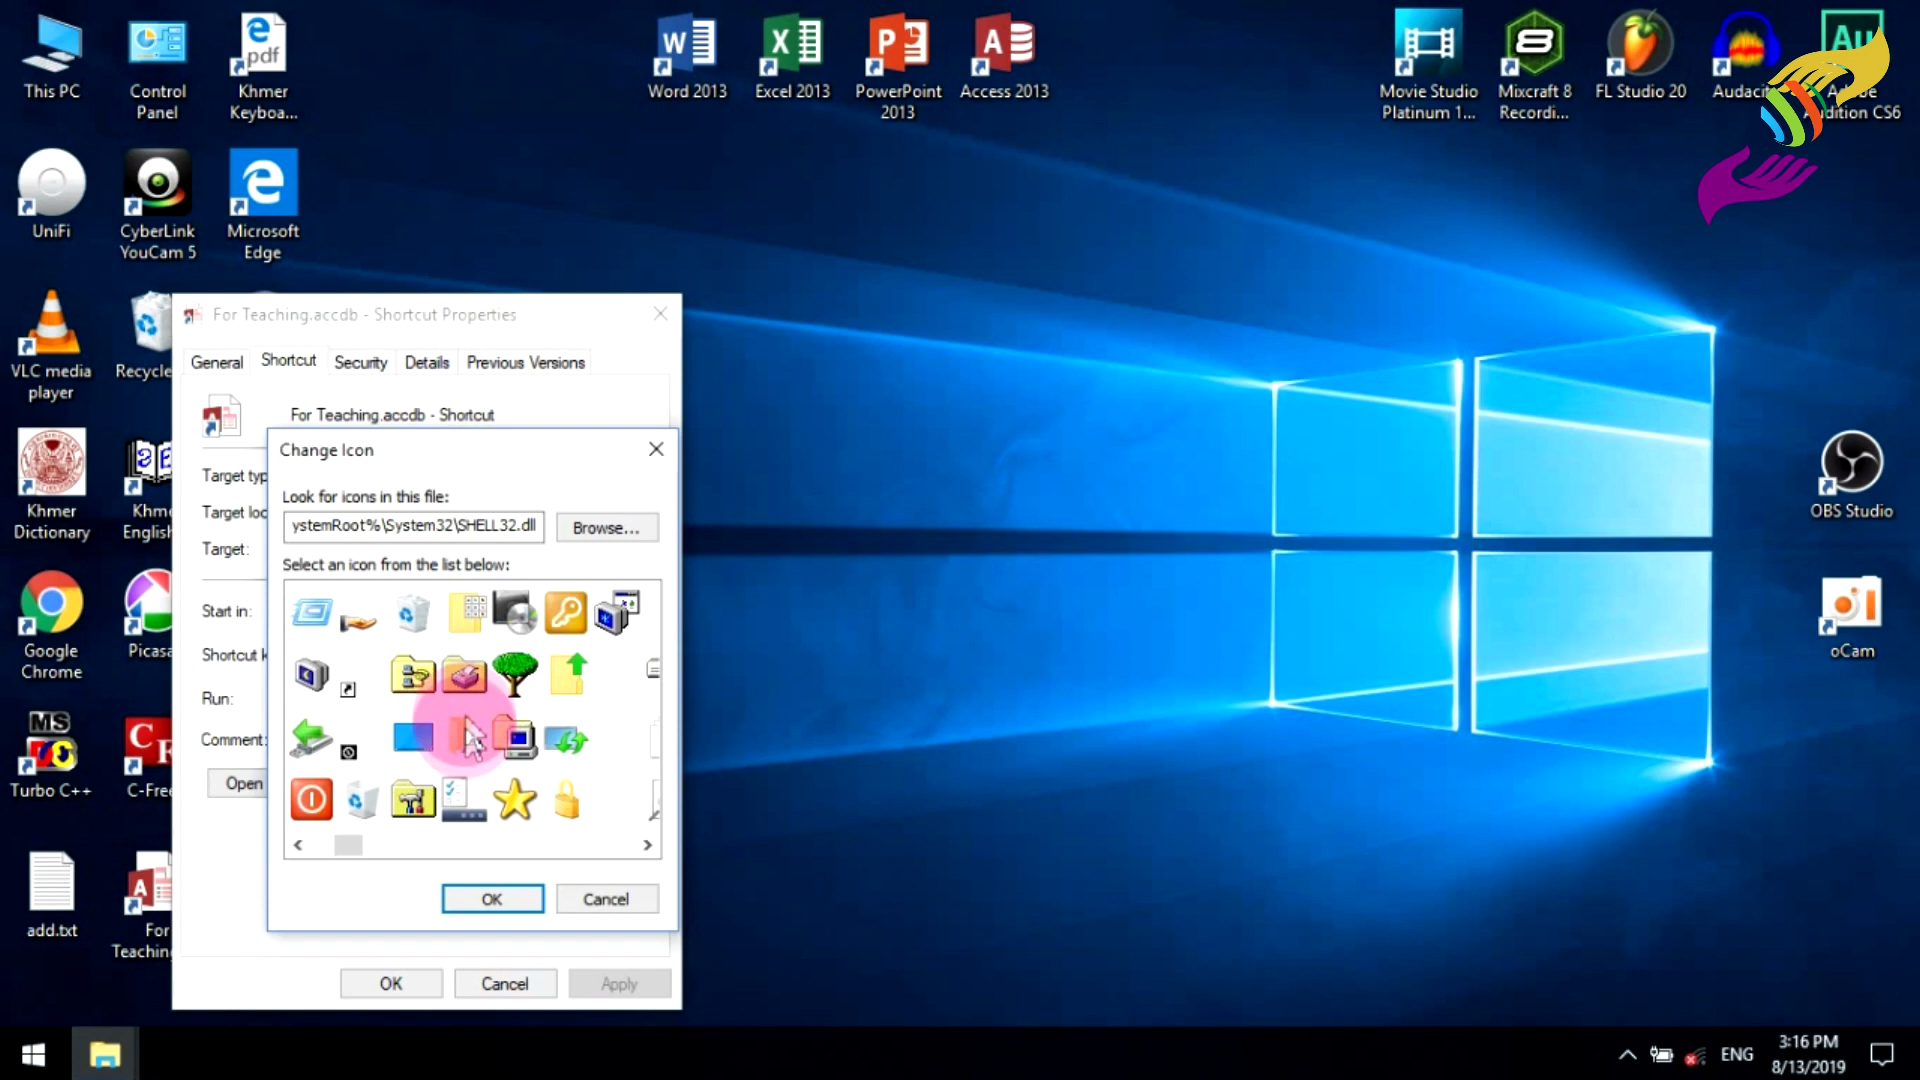 This PC
Control
Panel
pdf
Khmer
Keyboa...
Word 2013
Excel 2013
PowerPoint
2013
Access 2013
Movie Studio
Platinum 1...
Mixcraft 8
Recordi...
FL Studio 20
Au
CS6
UniFi
CyberLink
YouCam 5
Microsoft
Edge
VLC media
player
Recycle
Khmer
Dictionary
Khm
English
Google
Chrome
Picasa
MS
Turbo C++
C-Fre
add.txt
For
Teaching
OBS Studio
oCam
For Teaching.accdb - Shortcut Properties
General
Shortcut
Security
Details
Previous Versions
For Teaching.accdb - Shortcut
Target typ
Target loc
Target:
Start in:
Shortcut k
Run:
Comment:
Open
Change Icon
Look for icons in this file:
ystemRoot%\System32\SHELL32.dll
Browse...
Select an icon from the list below:
OK
Cancel
OK
Cancel
Apply
ENG
3:16 PM
8/13/2019